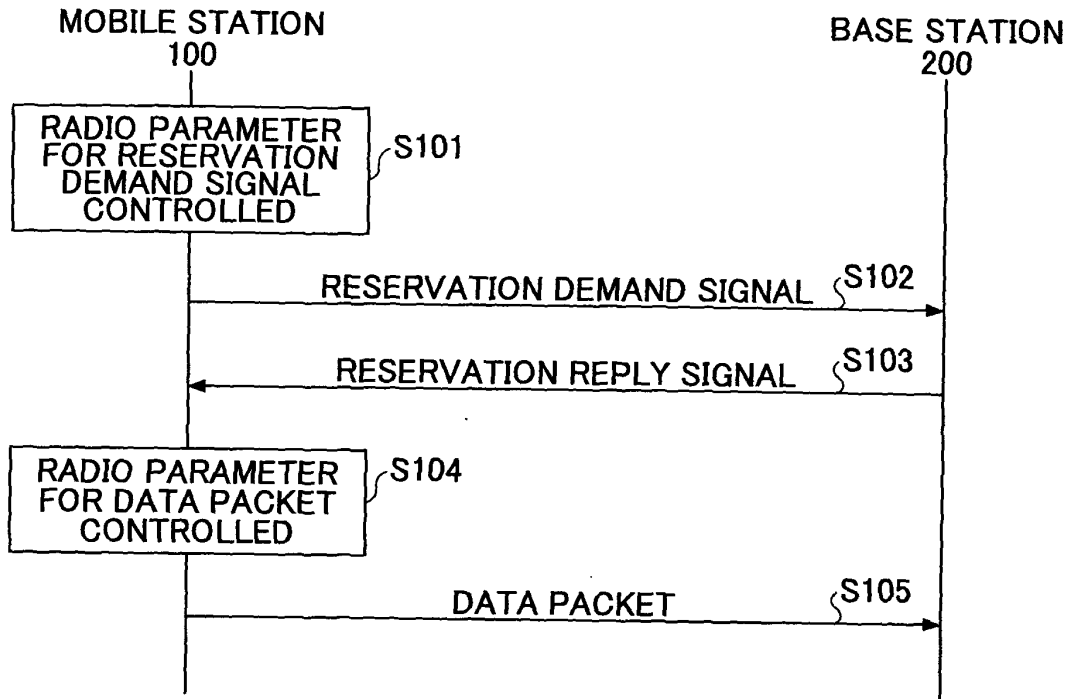 MOBILE STATION
100
BASE STATION
200
RADIO PARAMETER
FOR RESERVATION
DEMAND SIGNAL
CONTROLLED
S101
RESERVATION DEMAND SIGNAL
S102
RESERVATION REPLY SIGNAL
S103
RADIO PARAMETER
FOR DATA PACKET
CONTROLLED
S104
DATA PACKET
S105